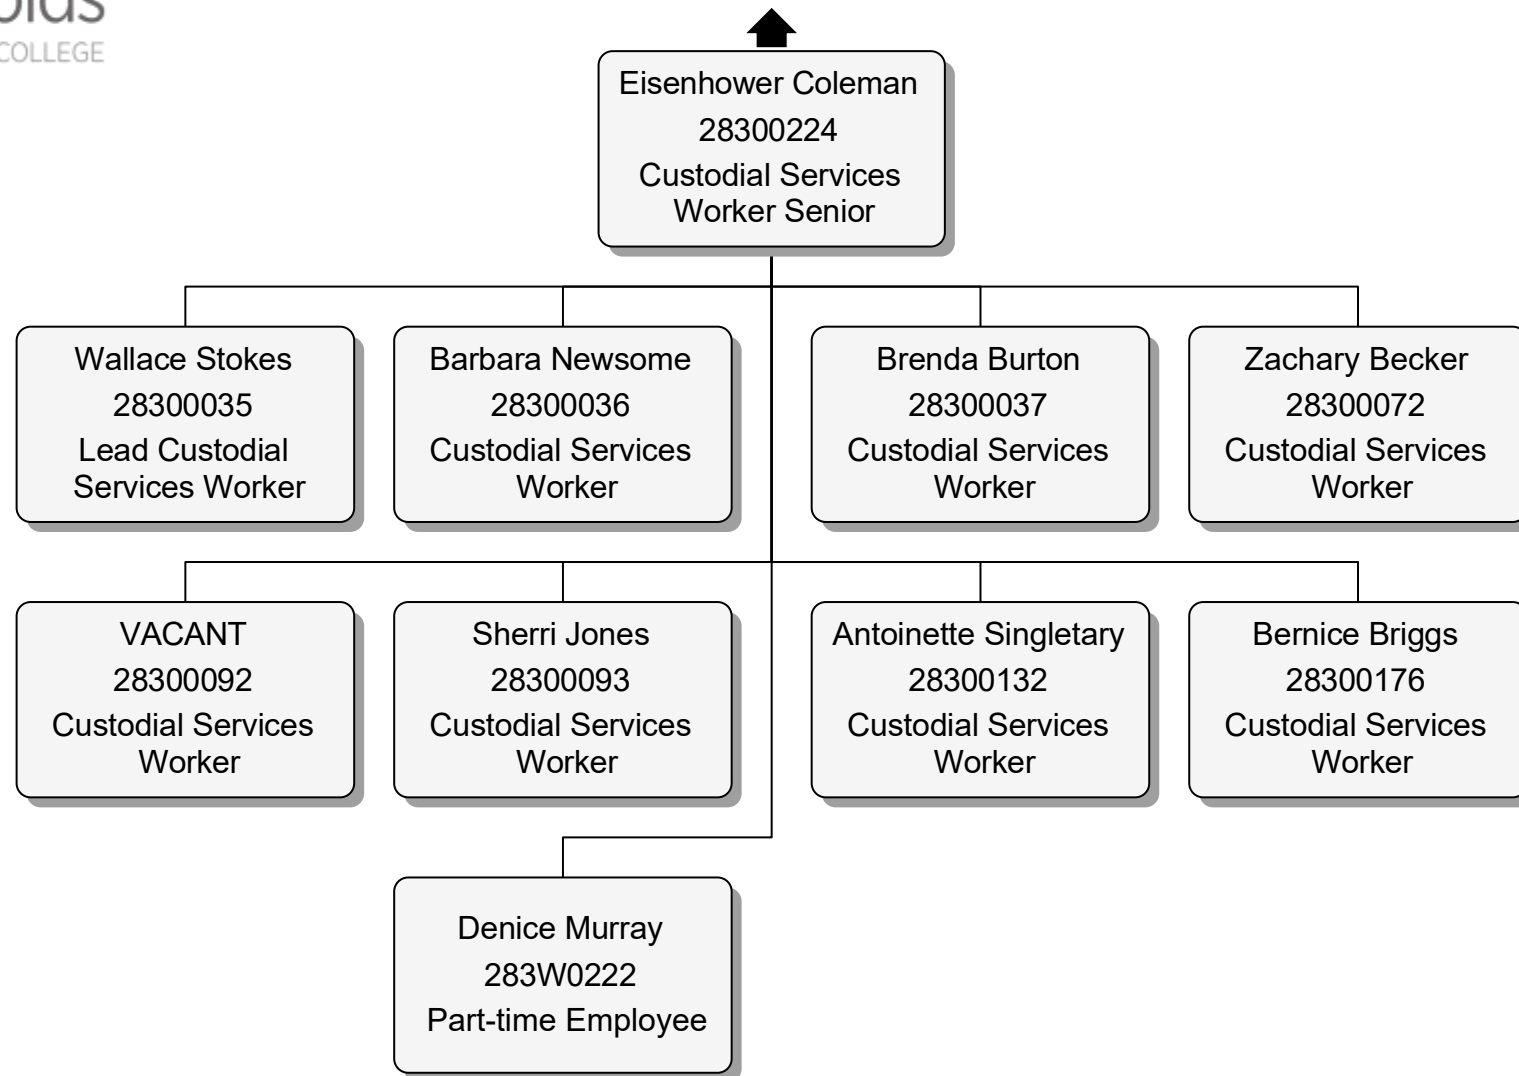 COLLEGE
Eisenhower Coleman
28300224
Custodial Services
Worker Senior
Wallace Stokes
28300035
Lead Custodial
Services Worker
Barbara Newsome
28300036
Custodial Services
Worker
Brenda Burton
28300037
Custodial Services
Worker
Zachary Becker
28300072
Custodial Services
Worker
VACANT
28300092
Custodial Services
Worker
Sherri Jones
28300093
Custodial Services
Worker
Antoinette Singletary
28300132
Custodial Services
Worker
Bernice Briggs
28300176
Custodial Services
Worker
Denice Murray
283W0222
Part-time Employee